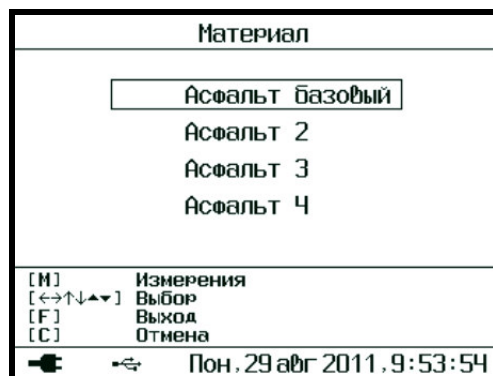 Материал
Асфальт базовый
Асфальт 2
Асфальт 3
Асфальт 4
[M] Измерения
[←→↑↓▲▼] Выбор
[F] Выход
[C] Отмена
Пон,29 авг 2011,9:53:54